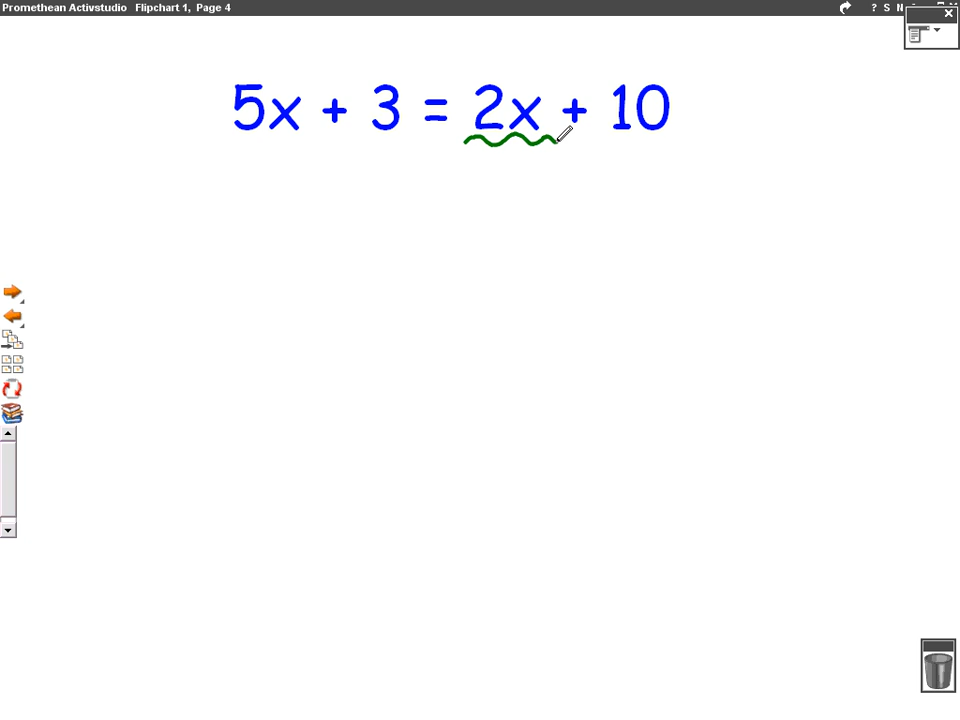 Promethean Activstudio Flipchart 1, Page 4
? S N
5x + 3 = 2x + 10